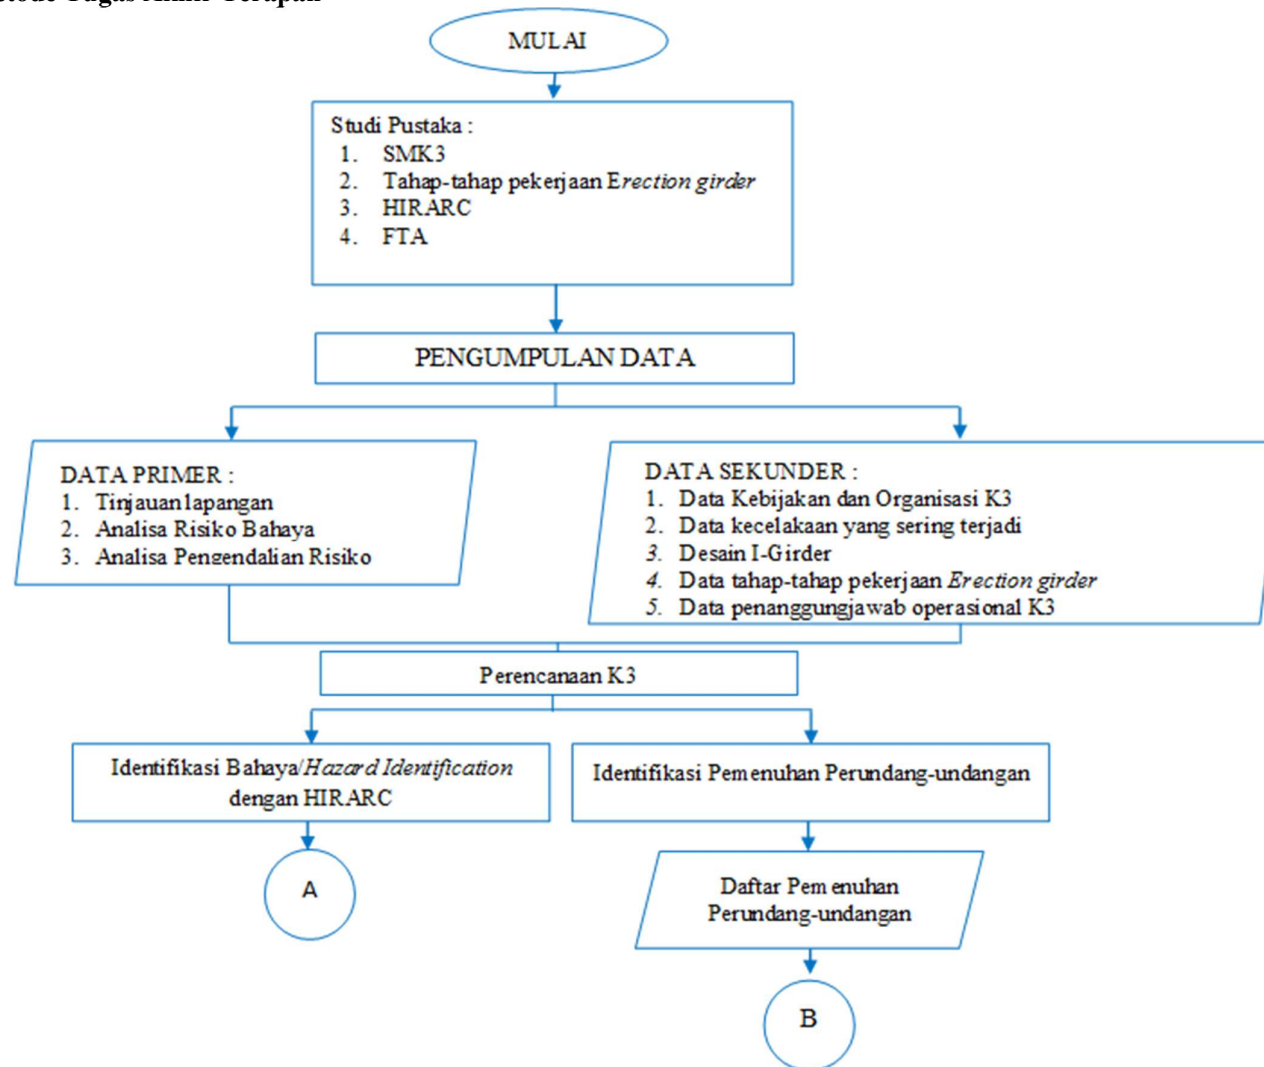 Tugas Akhir Terapan
MULAI
Studi Pustaka :
1. SMK3
2. Tahap-tahap pekerjaan Erection girder
3. HIRARC
4. FTA
PENGUMPULAN DATA
DATA PRIMER :
1. Tinjauan lapangan
2. Analisa Risiko Bahaya
3. Analisa Pengendalian Risiko
DATA SEKUNDER :
1. Data Kebijakan dan Organisasi K3
2. Data kecelakaan yang sering terjadi
3. Desain I-Girder
4. Data tahap-tahap pekerjaan Erection girder
5. Data penanggungjawab operasional K3
Perencanaan K3
Identifikasi Bahaya/Hazard Identification
dengan HIRARC
Identifikasi Pemenuhan Perundang-undangan
A
Daftar Pemenuhan
Perundang-undangan
B